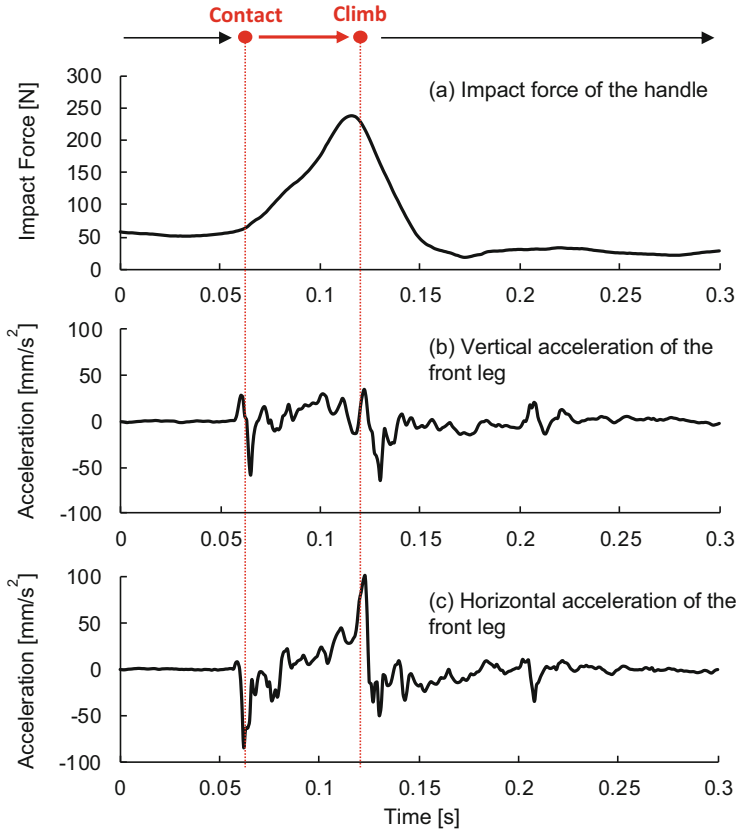 Contact Climb
(a) Impact force of the handle
Impact Force [N]
300
250
200
150
100
50
0
0 0.05 0.1 0.15 0.2 0.25 0.3
(b) Vertical acceleration of the
front leg
Acceleration [mm/s²]
100
50
0
-50
-100
0 0.05 0.1 0.15 0.2 0.25 0.3
(c) Horizontal acceleration of the
front leg
Acceleration [mm/s²]
100
50
0
-50
-100
0 0.05 0.1 0.15 0.2 0.25 0.3
Time [s]